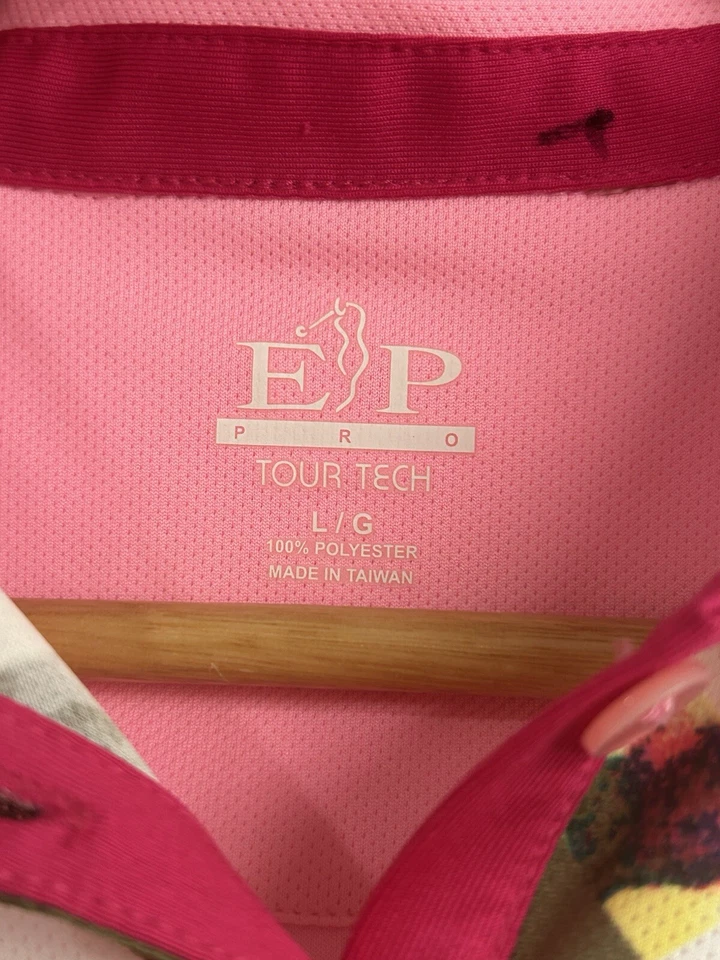 EP
PRO
TOUR TECH
L / G
100% POLYESTER
MADE IN TAIWAN